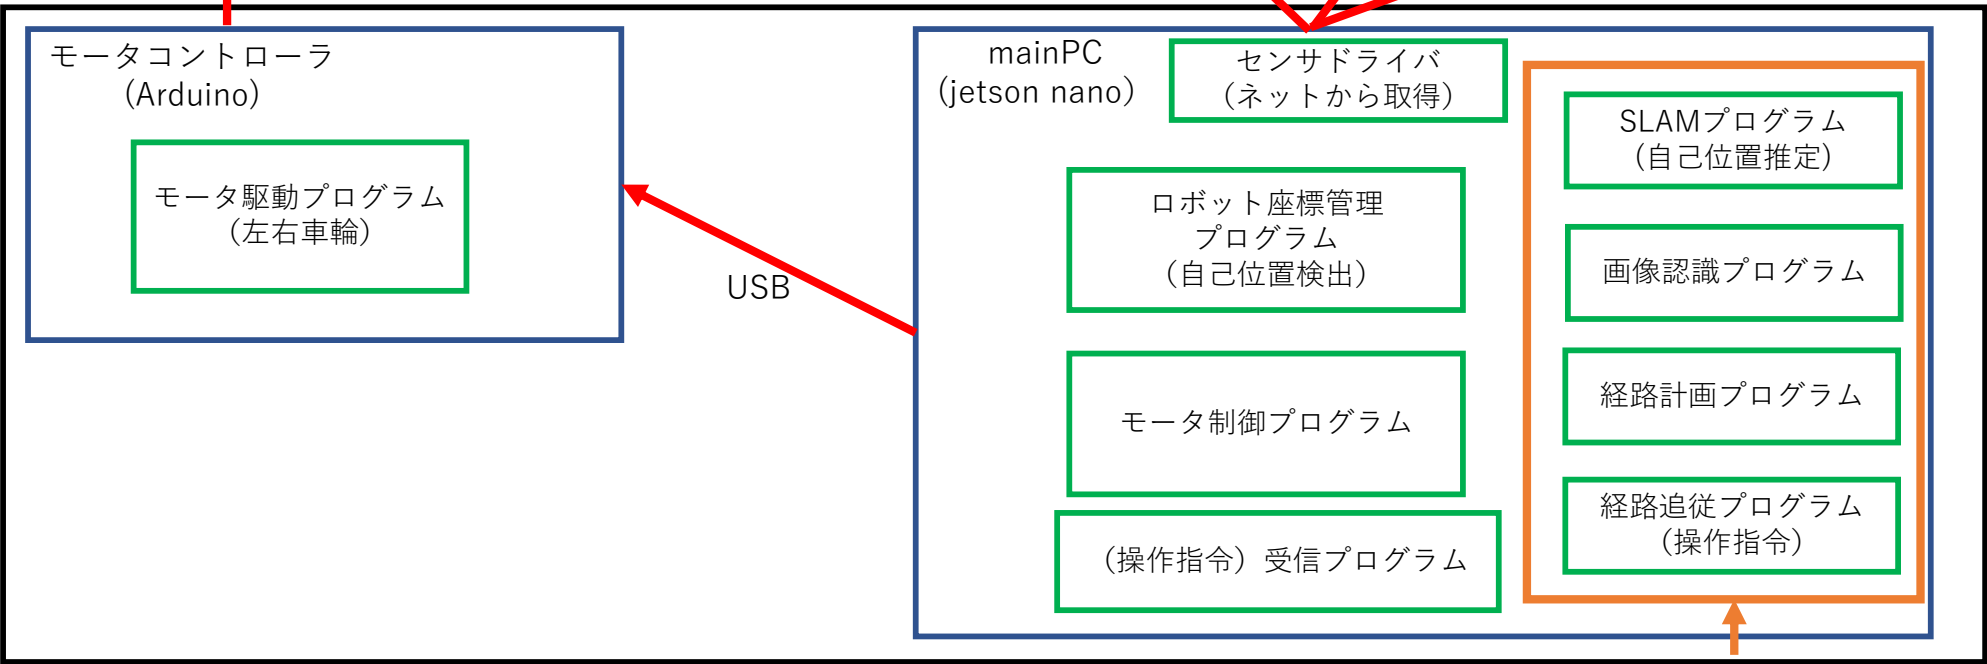 モータコントローラ
（Arduino）
モータ駆動プログラム
（左右車輪）
USB
mainPC
（jetson nano）
センサドライバ
（ネットから取得）
ロボット座標管理
プログラム
（自己位置検出）
モータ制御プログラム
（操作指令）受信プログラム
SLAMプログラム
（自己位置推定）
画像認識プログラム
経路計画プログラム
経路追従プログラム
（操作指令）